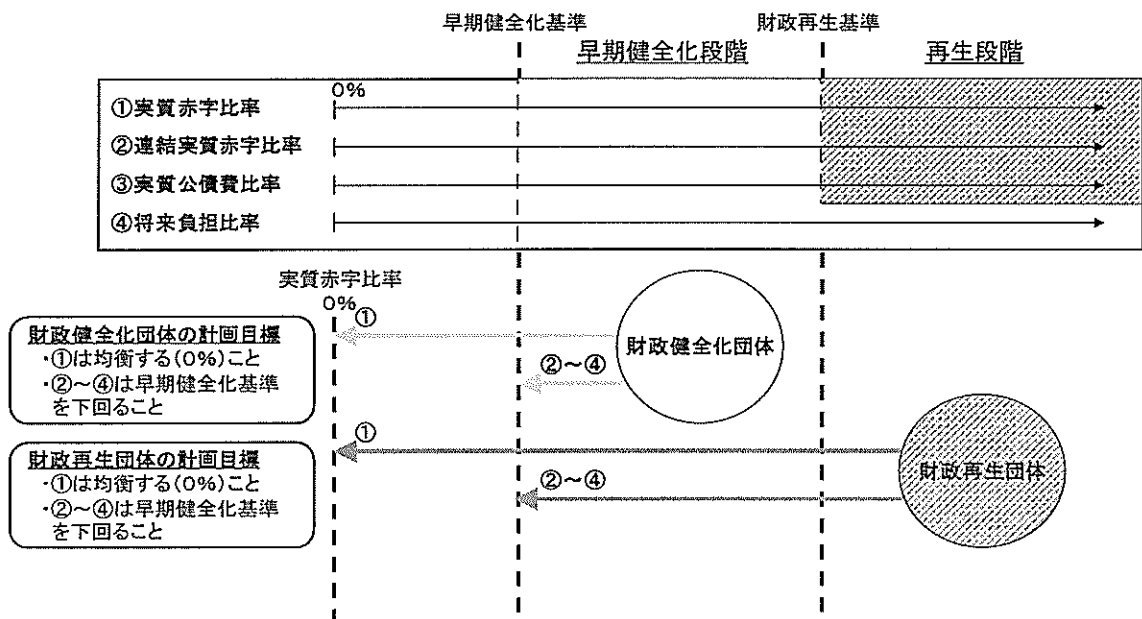 早期健全化基準
財政再生基準
早期健全化段階
再生段階
0%
①実質赤字比率
②連結実質赤字比率
③実質公債費比率
④将来負担比率
実質赤字比率
0%
財政健全化団体の計画目標
・①は均衡する(0%)こと
・②～④は早期健全化基準
を下回ること
①
②～④
財政健全化団体
財政再生団体の計画目標
・①は均衡する(0%)こと
・②～④は早期健全化基準
を下回ること
①
②～④
財政再生団体